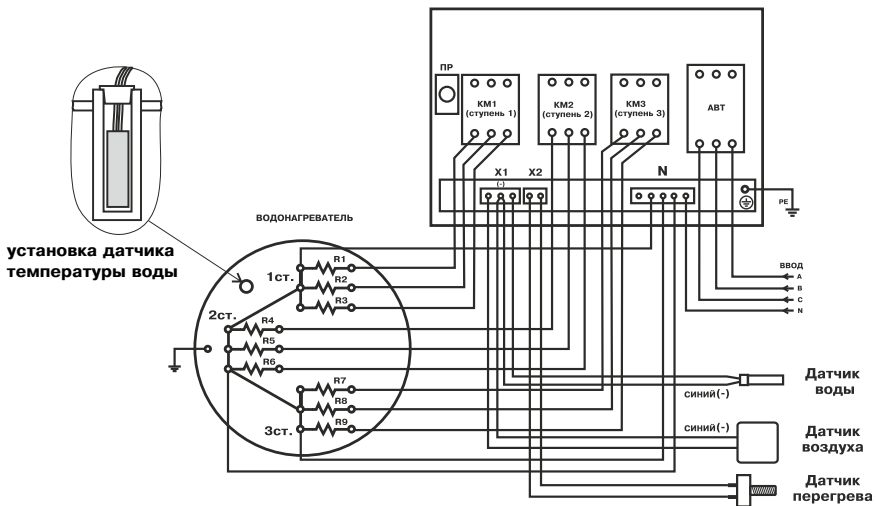 ПР
КМ1
(ступень 1)
КМ2
(ступень 2)
КМ3
(ступень 3)
АВТ
X1
(-)
X2
N
PE
ВОДОНАГРЕВАТЕЛЬ
установка датчика
температуры воды
1ст.
R1
R2
R3
2ст.
R4
R5
R6
R7
R8
R9
3ст.
ВВОД
A
B
C
N
синий(-)
Датчик
воды
синий(-)
Датчик
воздуха
Датчик
перегрева